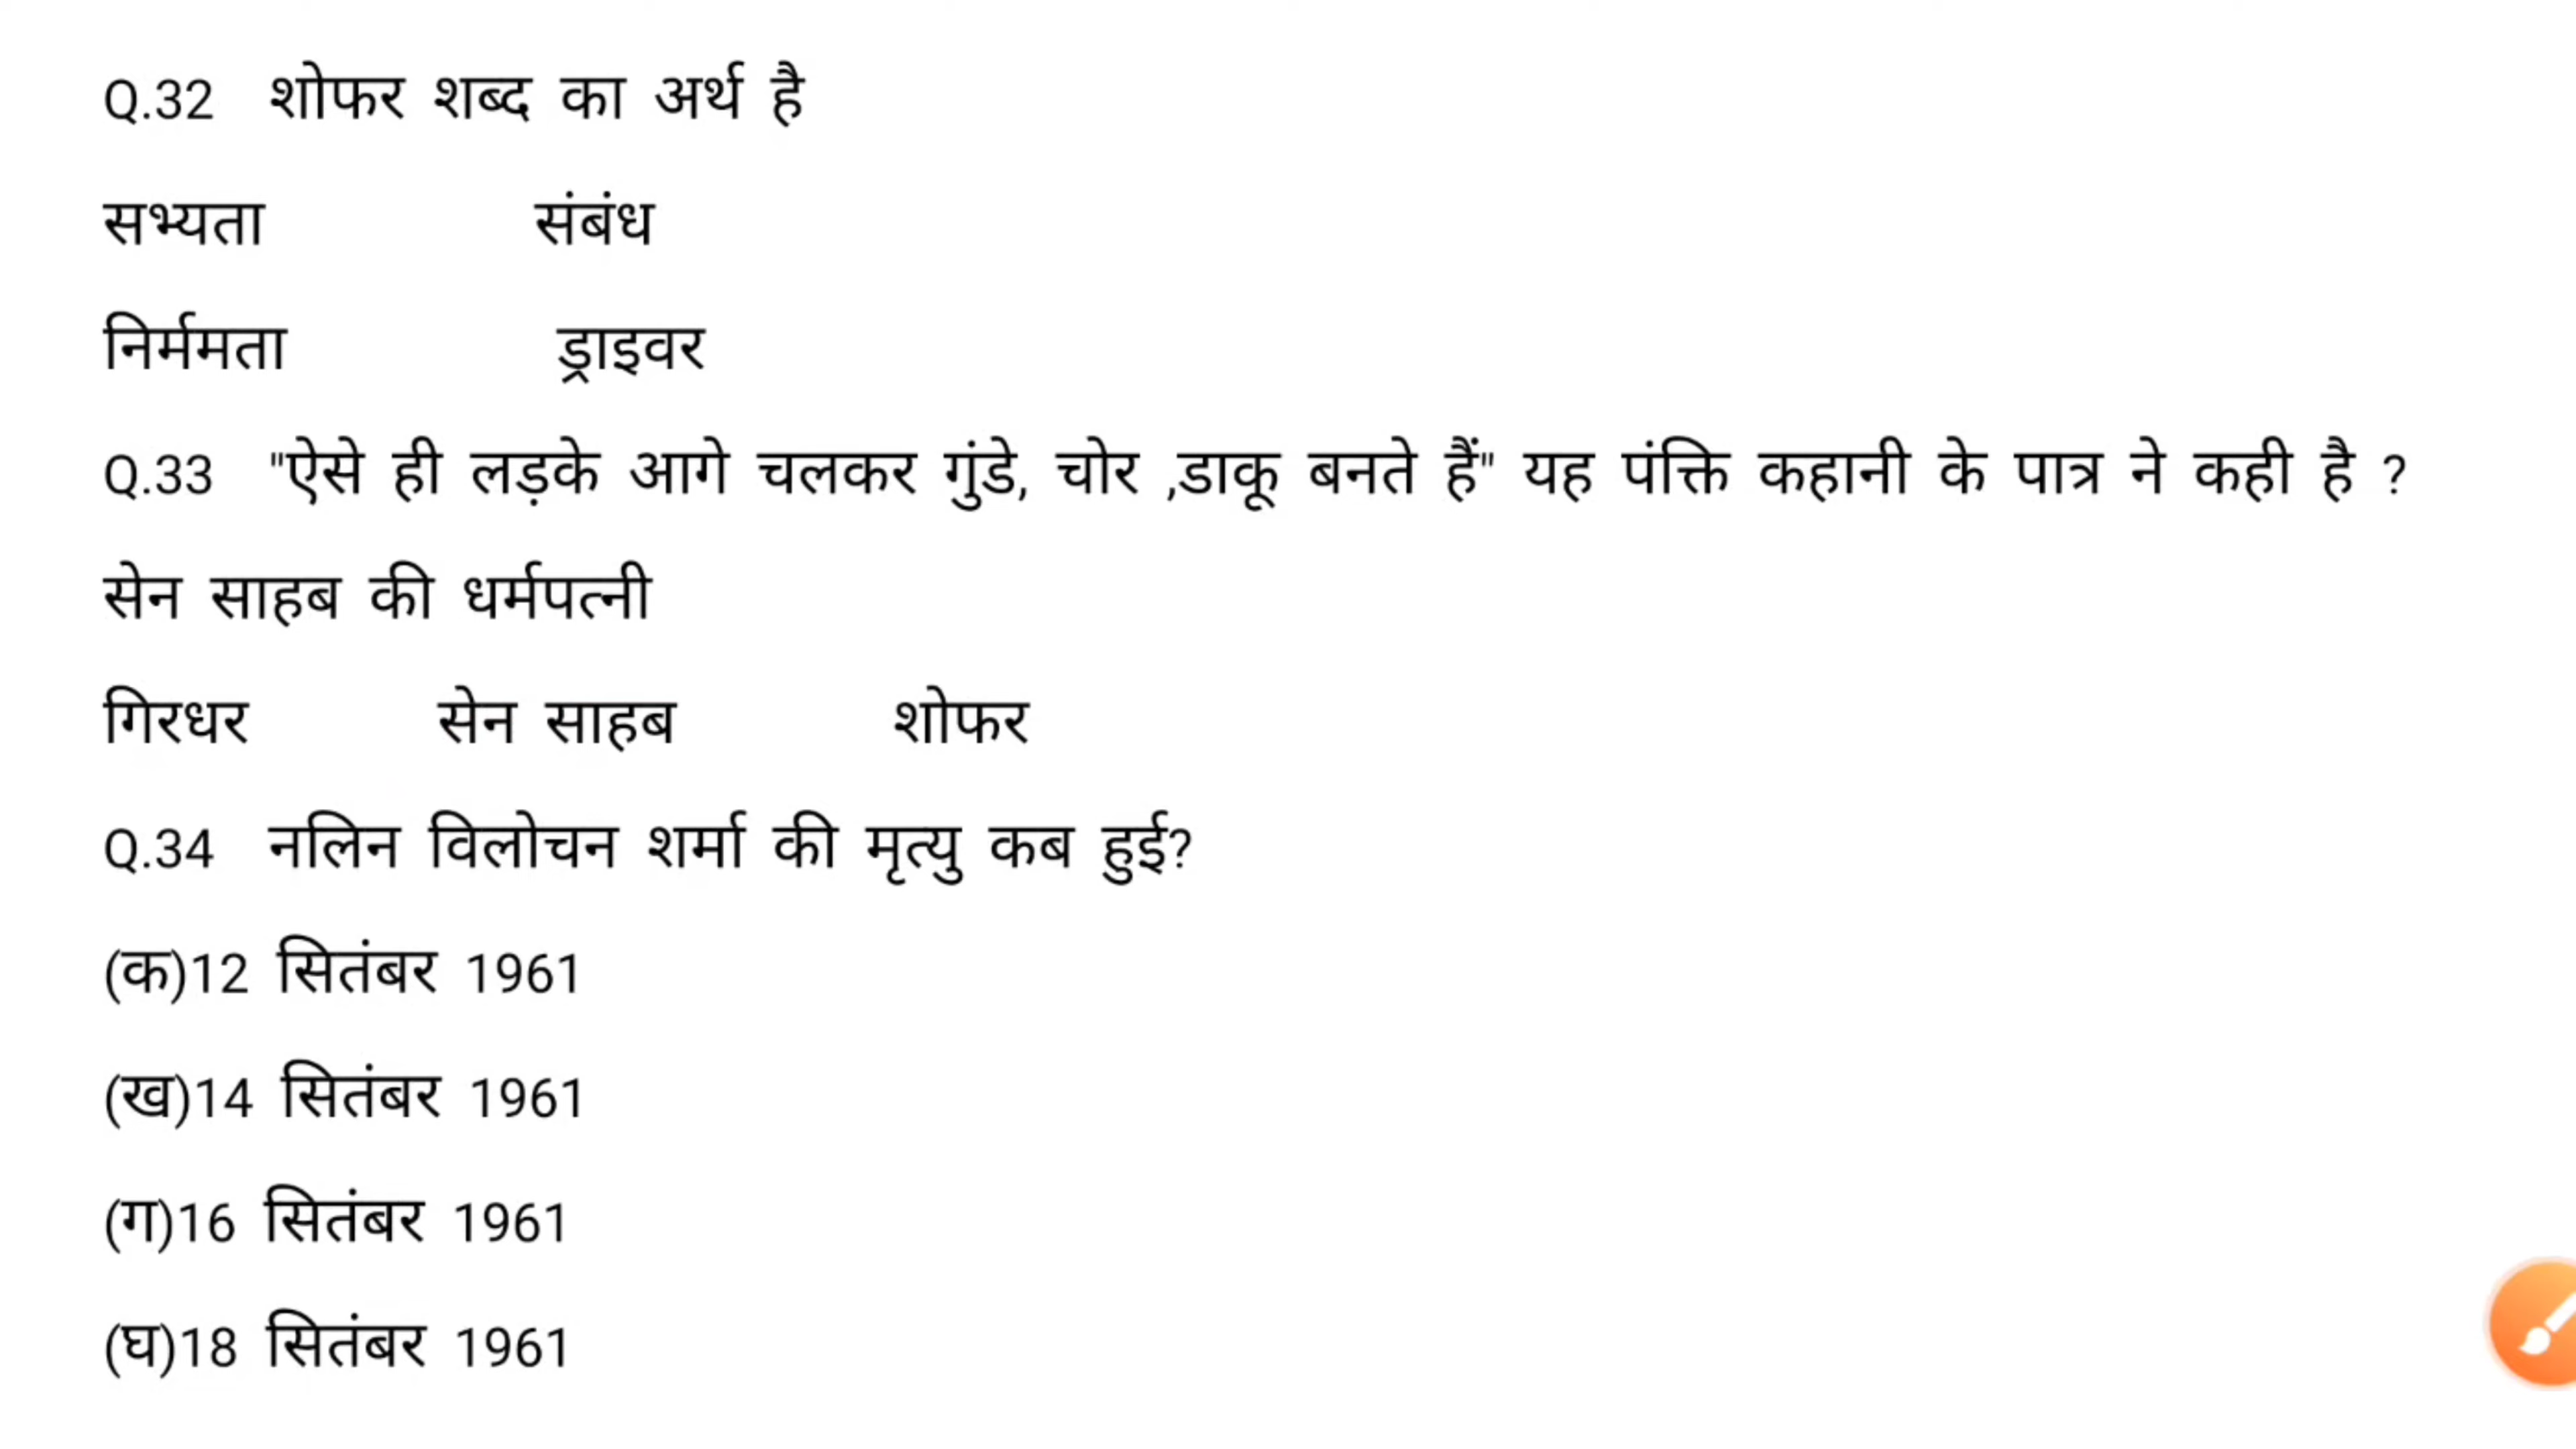 Q.32 शोफर शब्द का अर्थ है
सभ्यता संबंध
निर्ममता ड्राइवर
Q.33 "ऐसे ही लड़के आगे चलकर गुंडे, चोर ,डाकू बनते हैं" यह पंक्ति कहानी के पात्र ने कही है ?
सेन साहब की धर्मपत्नी
गिरधर सेन साहब शोफर
Q.34 नलिन विलोचन शर्मा की मृत्यु कब हुई?
(क)12 सितंबर 1961
(ख)14 सितंबर 1961
(ग)16 सितंबर 1961
(घ)18 सितंबर 1961